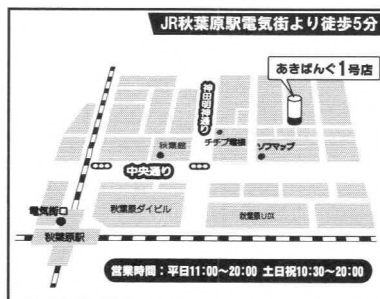 JR秋葉原駅電気街より徒歩5分
あきばんぐ1号店
神田明神通り
チチブ電機
ソフマップ
秋葉館
中央通り
電気街口
秋葉原ダイビル
秋葉原UDX
秋葉原駅
営業時間：平日11:00～20:00 土日祝10:30～20:00